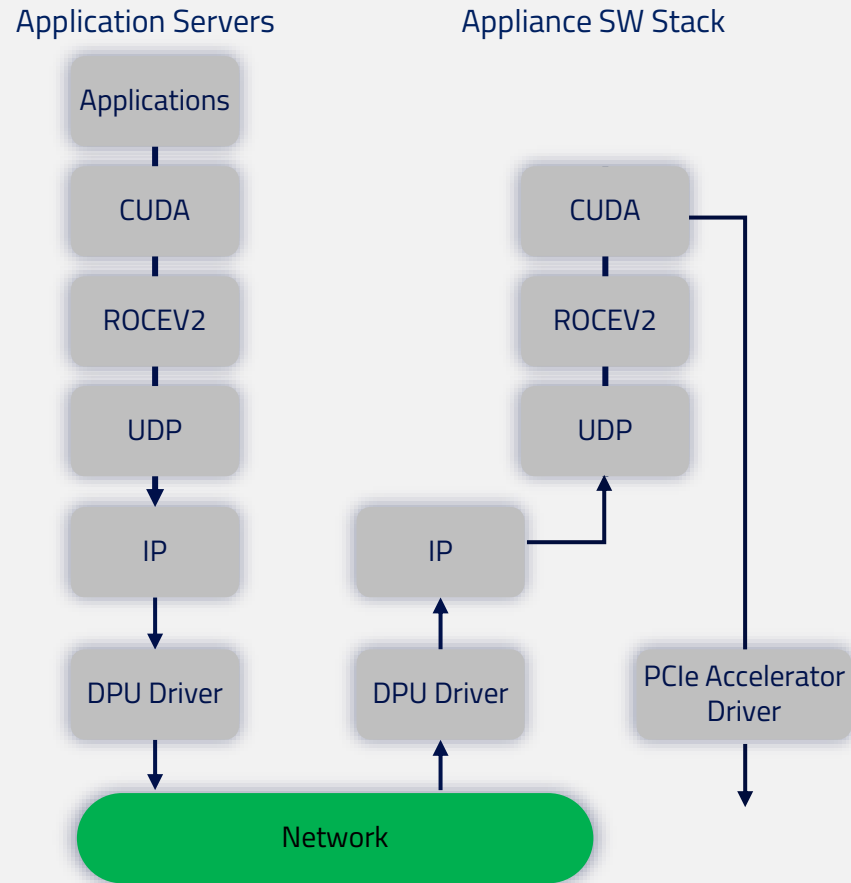 Application Servers
Appliance SW Stack
Applications
CUDA
CUDA
ROCEV2
ROCEV2
UDP
UDP
IP
IP
DPU Driver
DPU Driver
PCIe Accelerator
Driver
Network